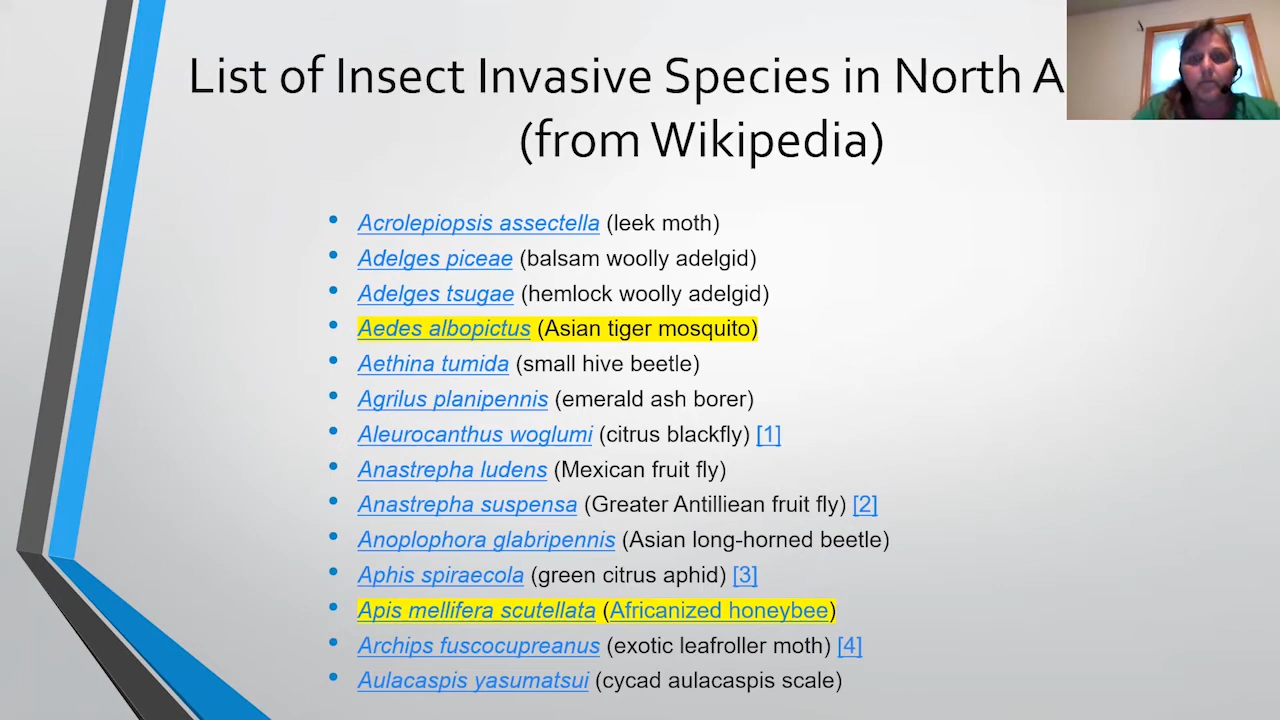 List of Insect Invasive Species in North A
(from Wikipedia)
• Acrolepiopsis assectella (leek moth)
• Adelges piceae (balsam woolly adelgid)
• Adelges tsugae (hemlock woolly adelgid)
• Aedes albopictus (Asian tiger mosquito)
• Aethina tumida (small hive beetle)
• Agrilus planipennis (emerald ash borer)
• Aleurocanthus woglumi (citrus blackfly) [1]
• Anastrepha ludens (Mexican fruit fly)
• Anastrepha suspensa (Greater Antilliean fruit fly) [2]
• Anoplophora glabripennis (Asian long-horned beetle)
• Aphis spiraecola (green citrus aphid) [3]
• Apis mellifera scutellata (Africanized honeybee)
• Archips fuscocupreanus (exotic leafroller moth) [4]
• Aulacaspis yasumatsui (cycad aulacaspis scale)